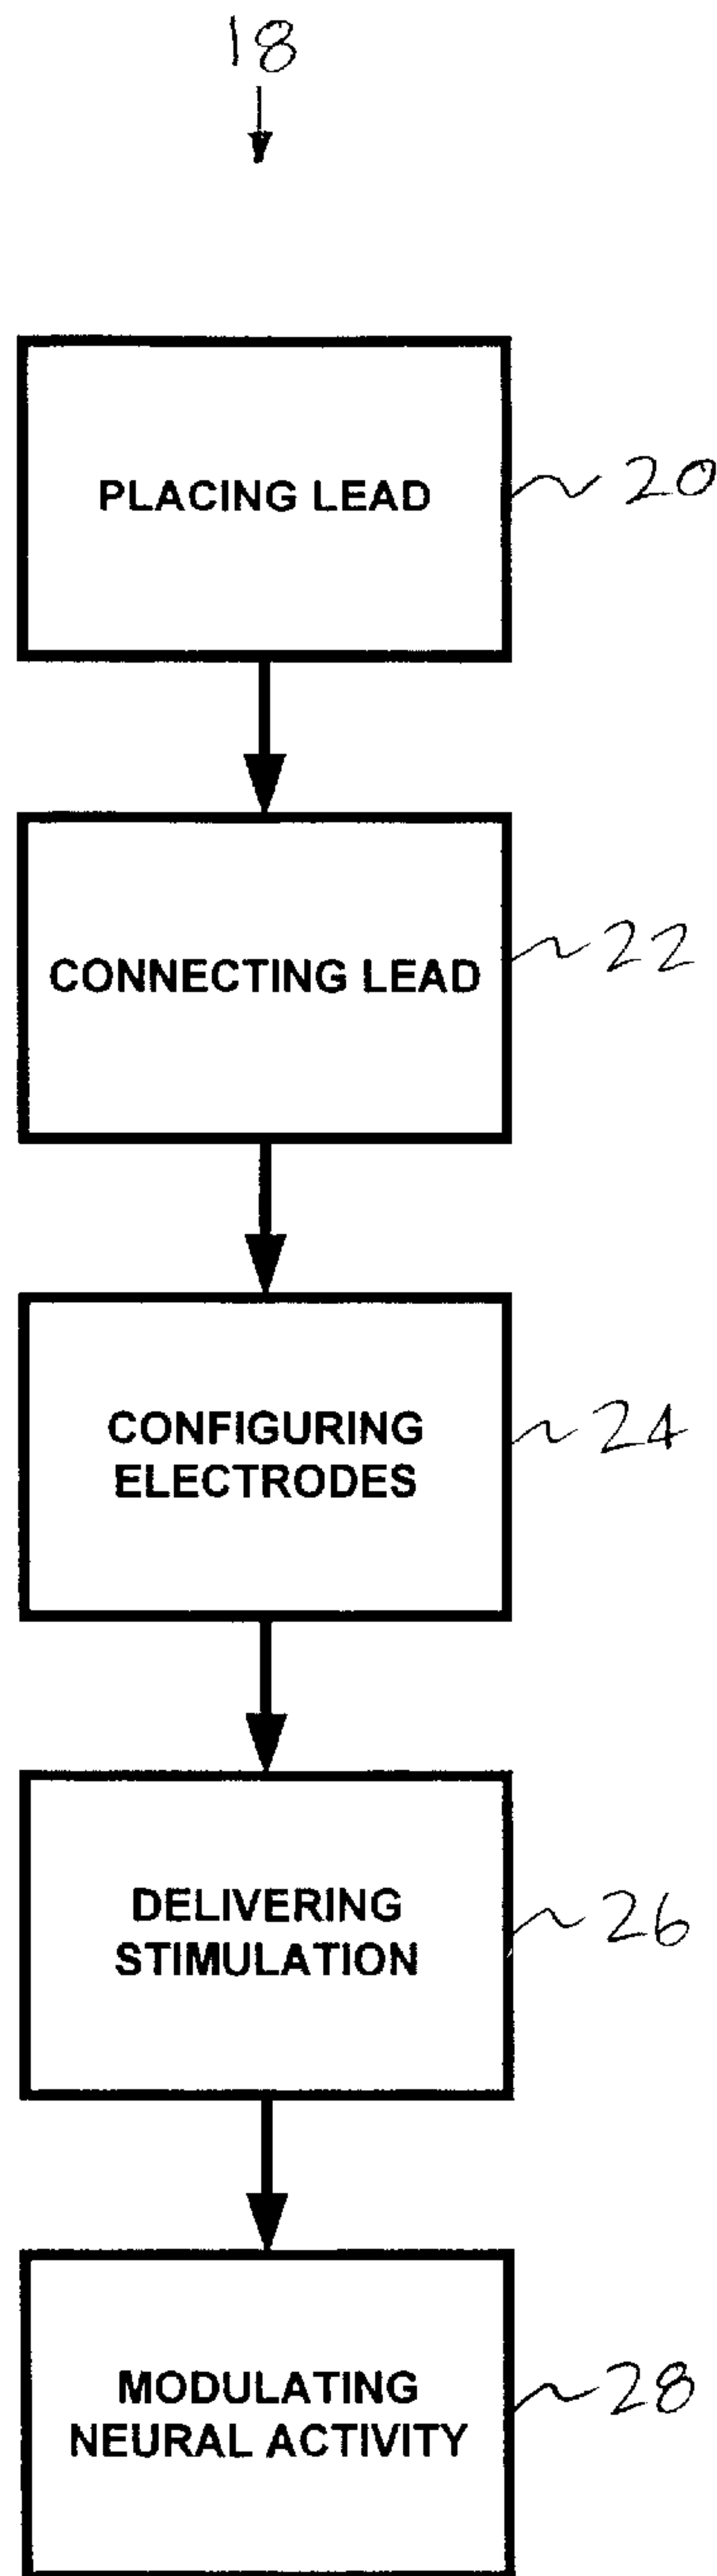 18
PLACING LEAD
20
CONNECTING LEAD
22
CONFIGURING
ELECTRODES
24
DELIVERING
STIMULATION
26
MODULATING
NEURAL ACTIVITY
28